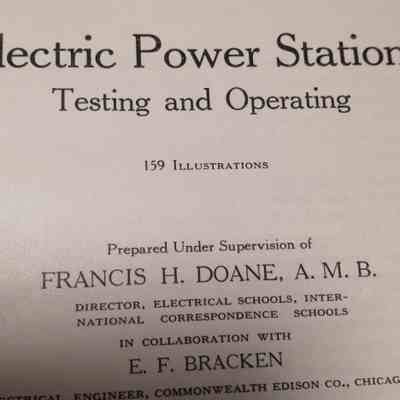 lectric Power Station
Testing and Operating
159 Illustrations
Prepared Under Supervision of
FRANCIS H. DOANE, A. M. B.
DIRECTOR, ELECTRICAL SCHOOLS, INTER-
NATIONAL CORRESPONDENCE SCHOOLS
IN COLLABORATION WITH
E. F. BRACKEN
ECTRICAL ENGINEER, COMMONWEALTH EDISON CO., CHICAG